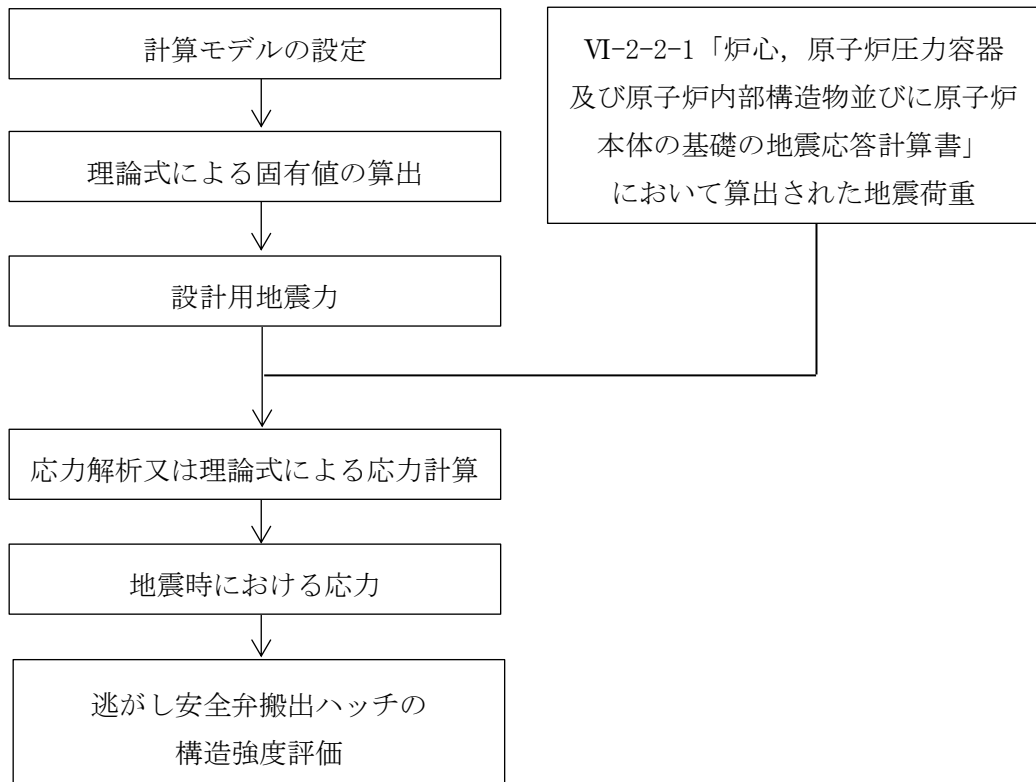 計算モデルの設定
理論式による固有値の算出
設計用地震力
Ⅵ-2-2-1「炉心，原子炉圧力容器
及び原子炉内部構造物並びに原子炉
本体の基礎の地震応答計算書」
において算出された地震荷重
応力解析又は理論式による応力計算
地震時における応力
逃がし安全弁搬出ハッチの
構造強度評価